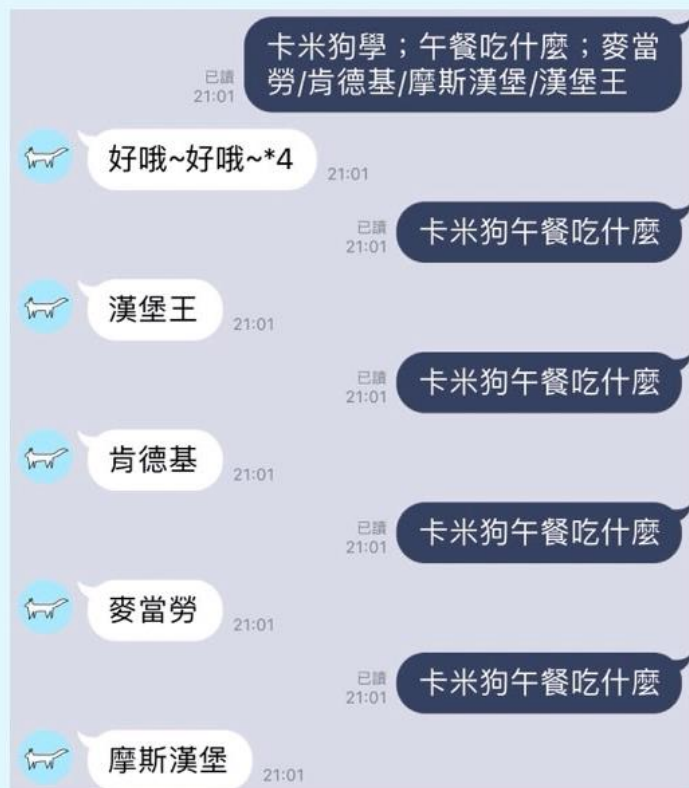 卡米狗學；午餐吃什麼；麥當
勞/肯德基/摩斯漢堡/漢堡王
已讀
21:01
好哦~好哦~*4
21:01
卡米狗午餐吃什麼
已讀
21:01
漢堡王
21:01
卡米狗午餐吃什麼
已讀
21:01
肯德基
21:01
卡米狗午餐吃什麼
已讀
21:01
麥當勞
21:01
卡米狗午餐吃什麼
已讀
21:01
摩斯漢堡
21:01